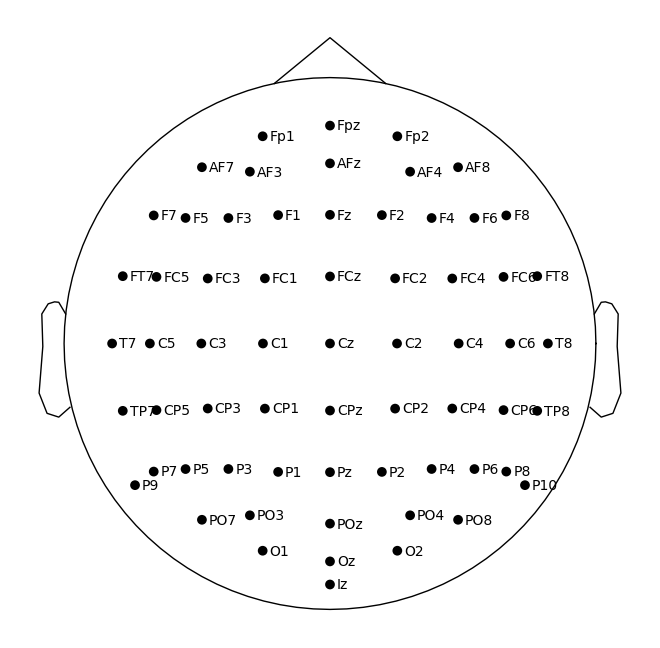 Fpz
Fp1 Fp2
AFz
AF7 AF3 AF4 AF8
F7 F5 F3 F1 Fz F2 F4 F6 F8
FT7 FC5 FC3 FC1 FCz FC2 FC4 FC6 FT8
T7 C5 C3 C1 Cz C2 C4 C6 T8
TP7 CP5 CP3 CP1 CPz CP2 CP4 CP6 TP8
P7 P5 P3 P1 Pz P2 P4 P6 P8
P9 P10
PO7 PO3 POz PO4 PO8
O1 O2
Oz
Iz